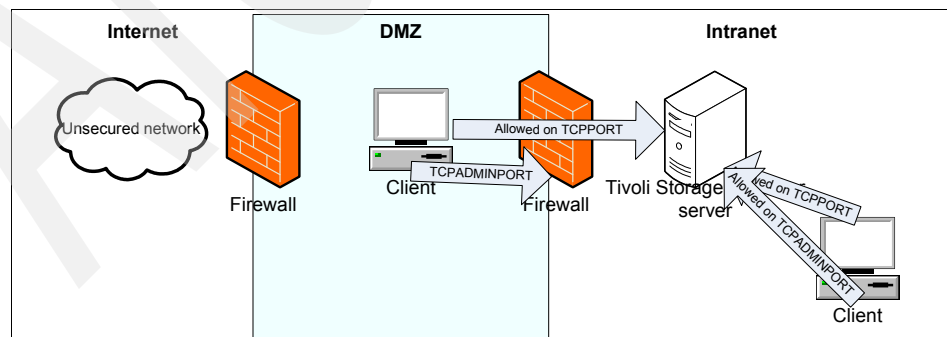 Internet
DMZ
Intranet
Unsecured network
Allowed on TCPPORT
TCPADMINPORT
Client
Firewall
Firewall
Tivoli Storage
server
on TCPPORT
Allowed on TCPADMINPORT
Client